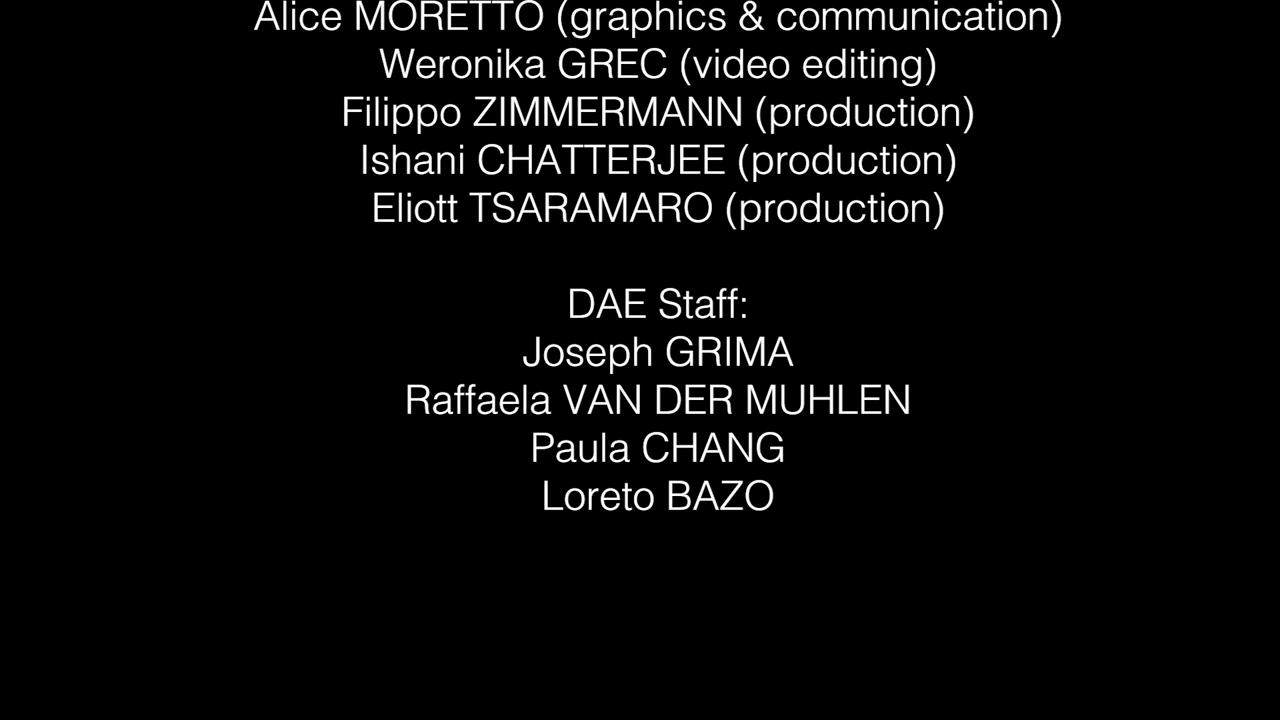 Alice MORETTO (graphics & communication)
Weronika GREC (video editing)
Filippo ZIMMERMANN (production)
Ishani CHATTERJEE (production)
Eliott TSARAMARO (production)
DAE Staff:
Joseph GRIMA
Raffaela VAN DER MUHLEN
Paula CHANG
Loreto BAZO